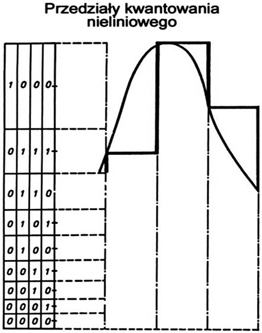 Przedziały kwantowania
nieliniowego
1 0 0 0
0 1 1 1
0 1 1 0
0 1 0 1
0 1 0 0
0 0 1 1
0 0 1 0
0 0 0 1
0 0 0 0